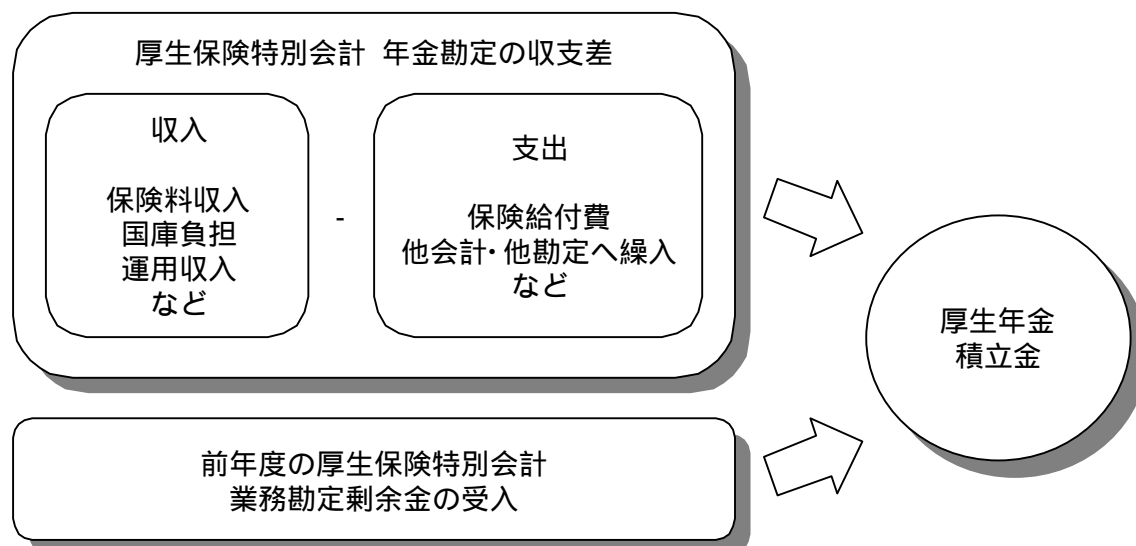 厚生保険特別会計 年金勘定の収支差
収入
保険料収入
国庫負担
運用収入
など
-
支出
保険給付費
他会計・他勘定へ繰入
など
厚生年金
積立金
前年度の厚生保険特別会計
業務勘定剰余金の受入